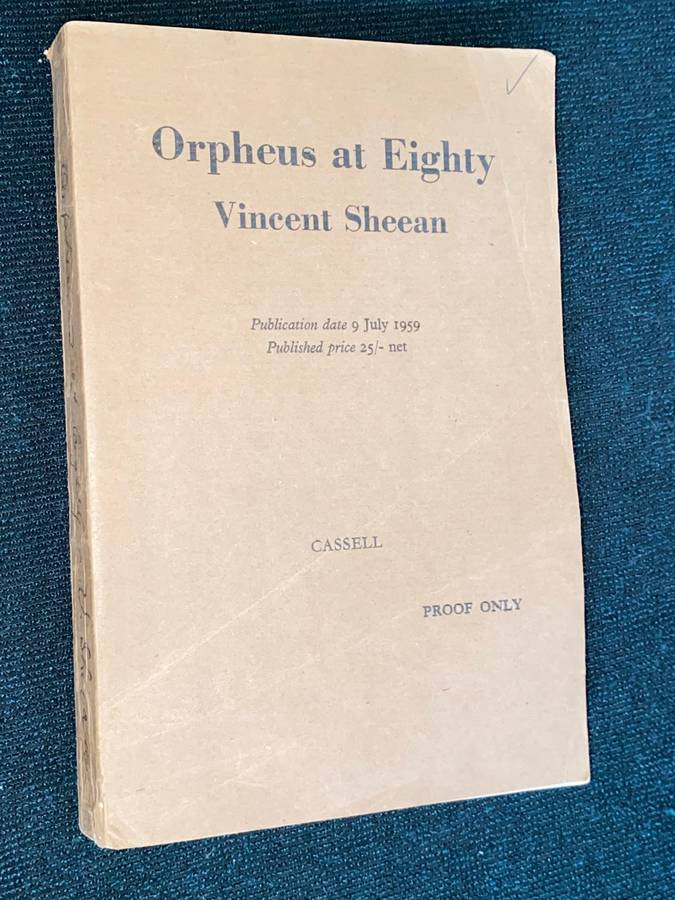 Orpheus at Eighty
Vincent Sheean
Publication date 9 July 1959
Published price 25/- net
CASSELL
PROOF ONLY